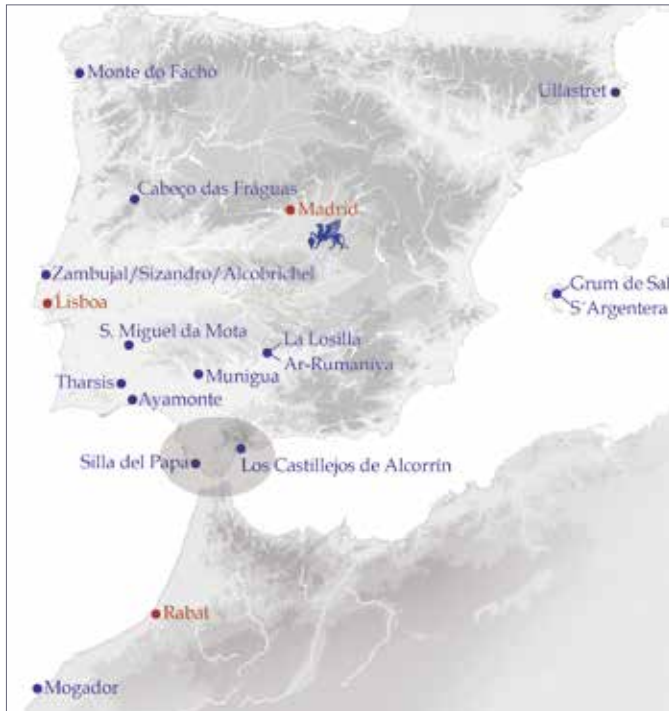 Monte do Facho
Ullastret
Cabeço das Fráguas
Madrid
Zambujal/Sizandro/Alcobrichel
Grum de Sal
S´Argentera
Lisboa
S. Miguel da Mota
La Losilla
Ar-Rumaniya
Tharsis
Munigua
Ayamonte
Silla del Papa
Los Castillejos de Alcorrín
Rabat
Mogador